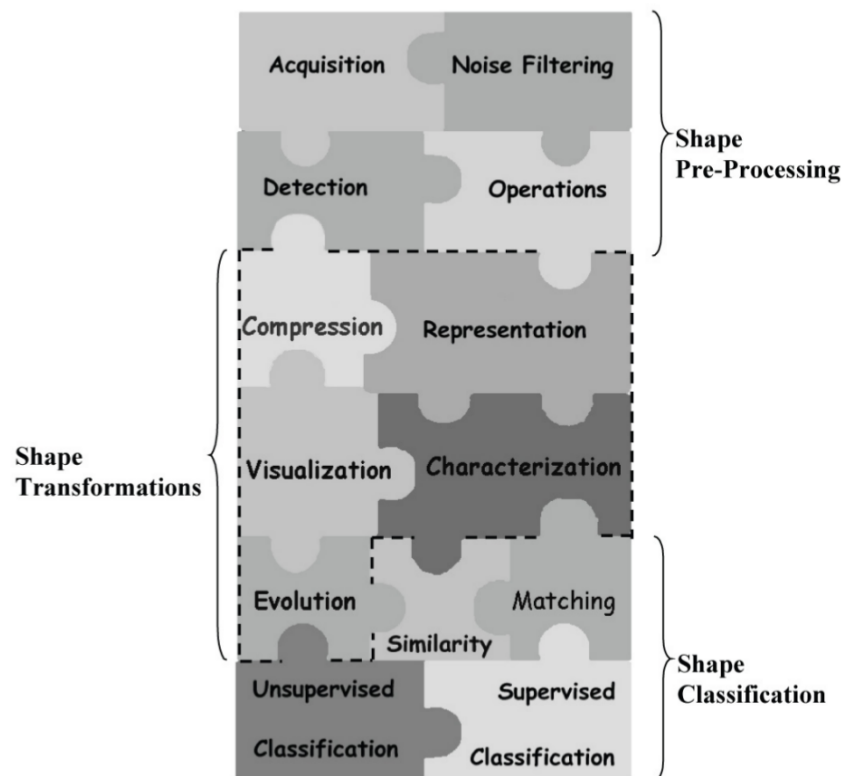 Acquisition
Noise Filtering
Shape
Pre-Processing
Detection
Operations
Compression
Representation
Shape
Transformations
Visualization
Characterization
Evolution
Similarity
Matching
Shape
Classification
Unsupervised
Classification
Supervised
Classification